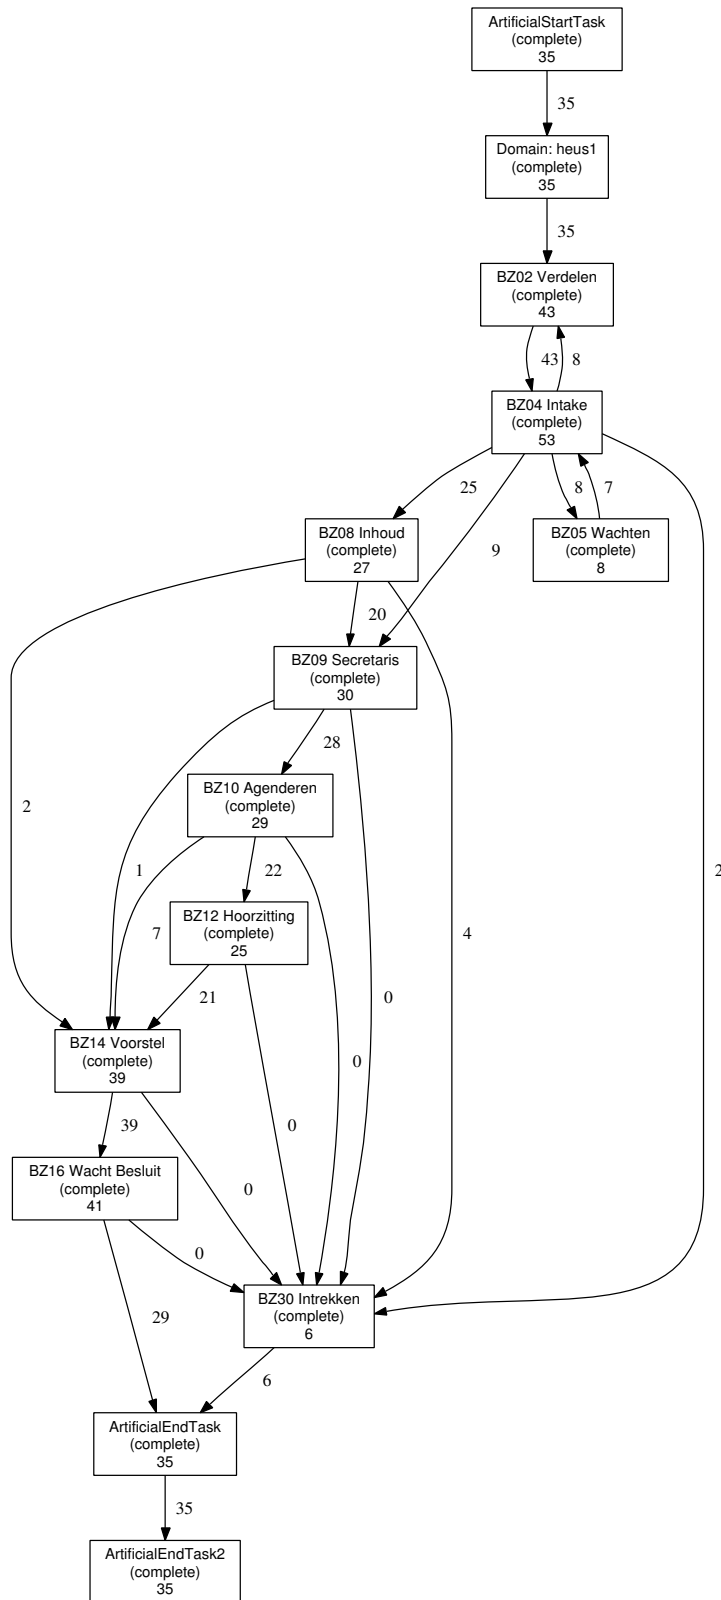 ArtificialStartTask
(complete)
35
35
Domain: heus1
(complete)
35
35
BZ02 Verdelen
(complete)
43
43
8
BZ04 Intake
(complete)
53
25
9
8
7
2
BZ08 Inhoud
(complete)
27
BZ05 Wachten
(complete)
8
20
2
4
BZ09 Secretaris
(complete)
30
28
1
0
BZ10 Agenderen
(complete)
29
22
7
0
BZ12 Hoorzitting
(complete)
25
21
0
BZ14 Voorstel
(complete)
39
39
0
BZ16 Wacht Besluit
(complete)
41
0
29
BZ30 Intrekken
(complete)
6
6
ArtificialEndTask
(complete)
35
35
ArtificialEndTask2
(complete)
35